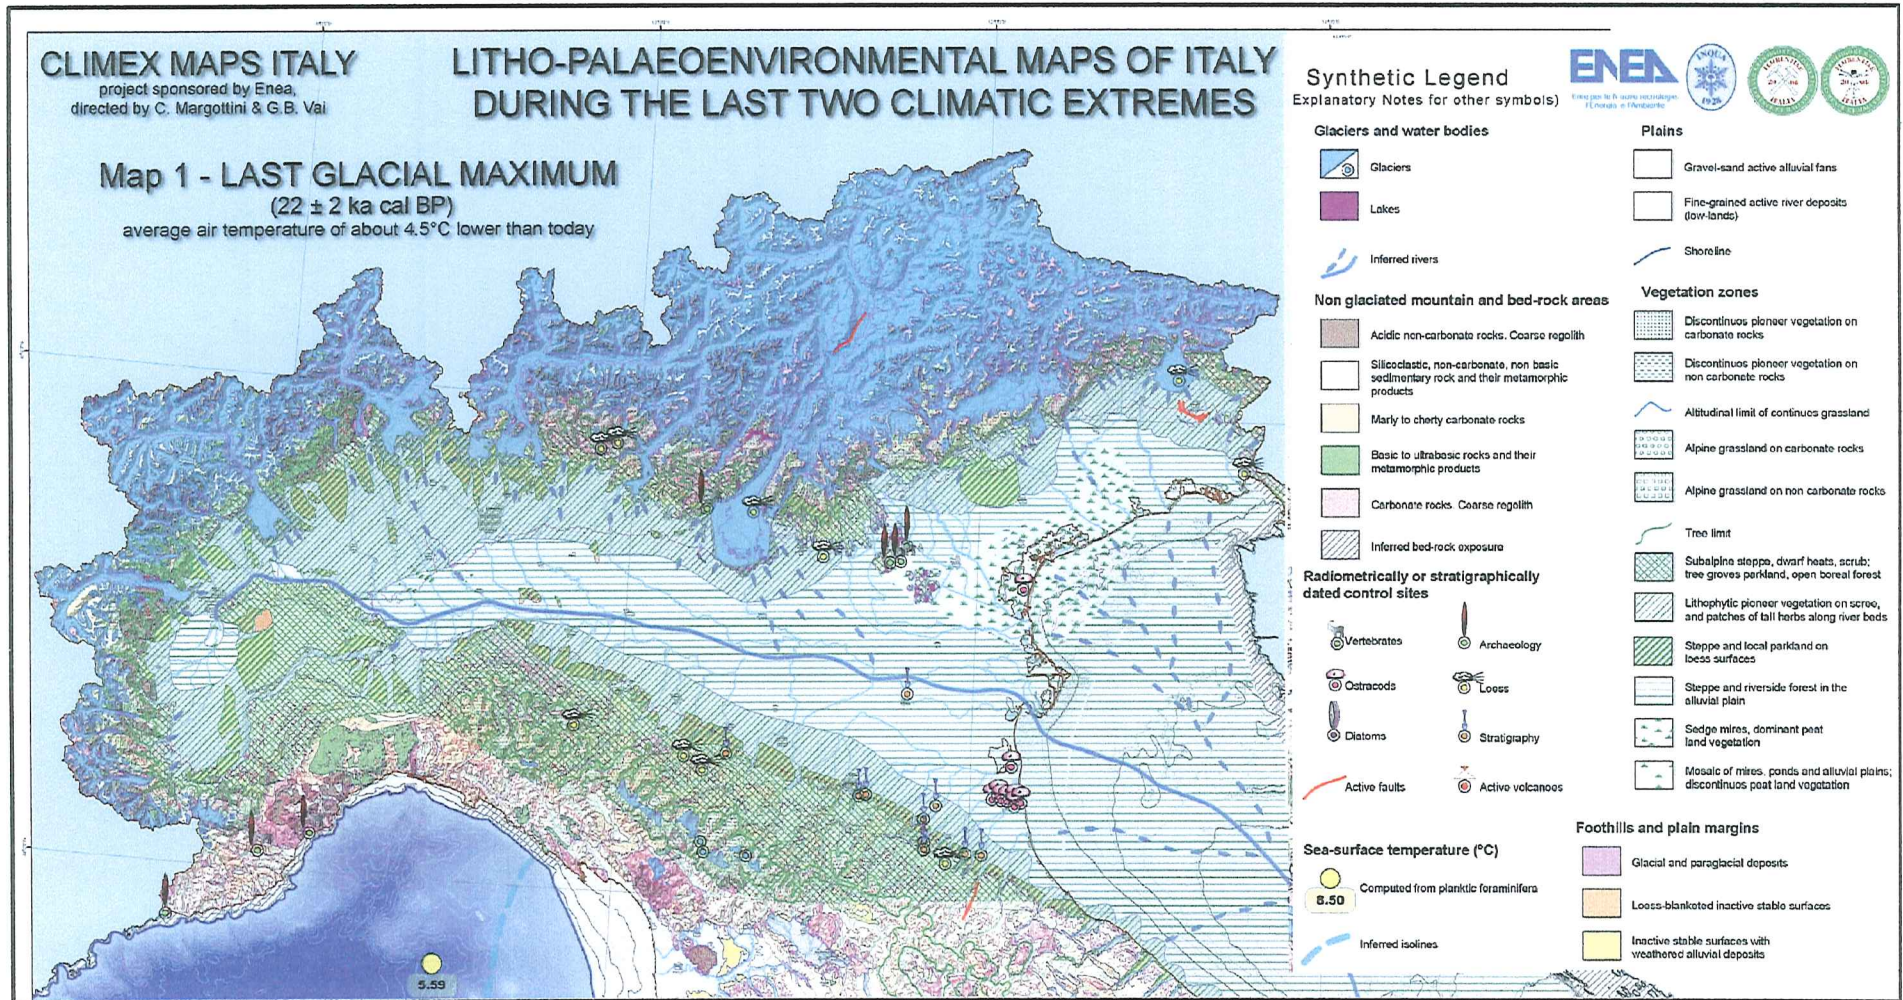 CLIMEX MAPS ITALY
project sponsored by Enea,
directed by C. Margottini & G.B. Vai
LITHO-PALAEOENVIRONMENTAL MAPS OF ITALY
DURING THE LAST TWO CLIMATIC EXTREMES
Map 1 - LAST GLACIAL MAXIMUM
(22 ± 2 ka cal BP)
average air temperature of about 4.5°C lower than today
5.59
Synthetic Legend
Explanatory Notes for other symbols)
ENEA
INQUA
1928
ITALIA
ITALIA
Glaciers and water bodies
Glaciers
Lakes
Inferred rivers
Non glaciated mountain and bed-rock areas
Acidic non-carbonate rocks. Coarse regolith
Silicoclastic, non-carbonate, non basic
sedimentary rock and their metamorphic
products
Marly to cherty carbonate rocks
Basic to ultrabasic rocks and their
metamorphic products
Carbonate rocks. Coarse regolith
Inferred bed-rock exposure
Radiometrically or stratigraphically
dated control sites
Vertebrates
Archaeology
Ostracods
Loess
Diatoms
Stratigraphy
Active faults
Active volcanoes
Sea-surface temperature (°C)
Computed from planktic foraminifera
8.50
Inferred isolines
Plains
Gravel-sand active alluvial fans
Fine-grained active river deposits
(low-lands)
Shoreline
Vegetation zones
Discontinuos pioneer vegetation on
carbonate rocks
Discontinuos pioneer vegetation on
non carbonate rocks
Altitudinal limit of continues grassland
Alpine grassland on carbonate rocks
Alpine grassland on non carbonate rocks
Tree limit
Subalpine steppe, dwarf heats, scrub;
tree groves parkland, open boreal forest
Lithophytic pioneer vegetation on scree,
and patches of tall herbs along river beds
Steppe and local parkland on
loess surfaces
Steppe and riverside forest in the
alluvial plain
Sedge mires, dominant peat
land vegetation
Mosaic of mires, ponds and alluvial plains;
discontinuos peat land vegetation
Foothills and plain margins
Glacial and paraglacial deposits
Loess-blanketed inactive stable surfaces
Inactive stable surfaces with
weathered alluvial deposits